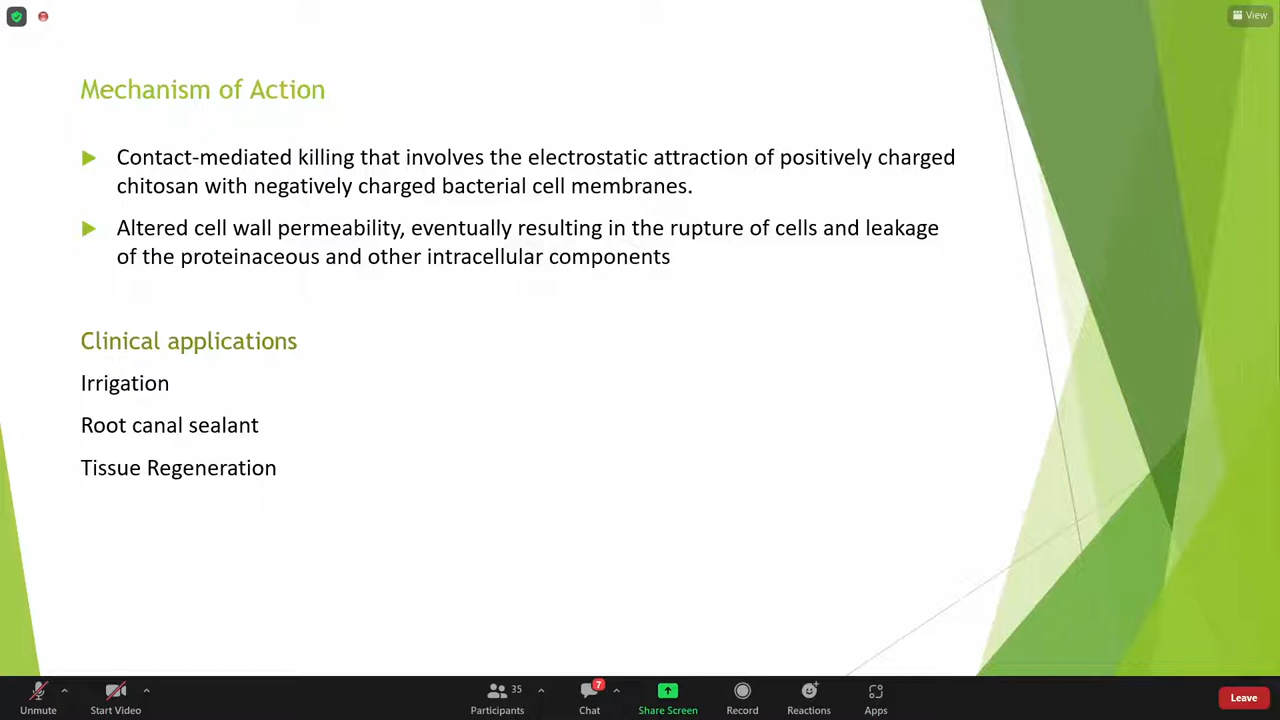 View
Mechanism of Action
Contact-mediated killing that involves the electrostatic attraction of positively charged
chitosan with negatively charged bacterial cell membranes.
Altered cell wall permeability, eventually resulting in the rupture of cells and leakage
of the proteinaceous and other intracellular components
Clinical applications
Irrigation
Root canal sealant
Tissue Regeneration
Unmute
Start Video
35
Participants
7
Chat
Share Screen
Record
Reactions
Apps
Leave